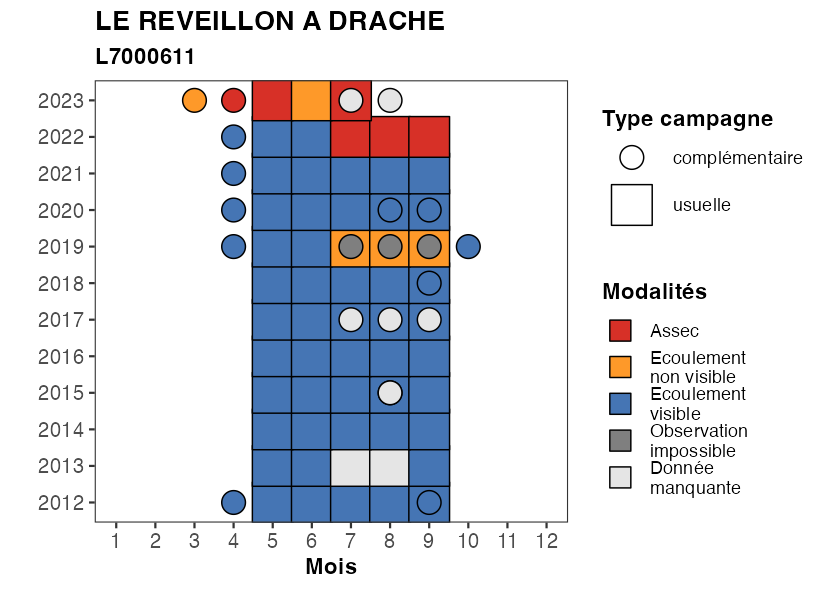 LE REVEILLON A DRACHE
L7000611
2023
2022
2021
2020
2019
2018
2017
2016
2015
2014
2013
2012
1 2 3 4 5 6 7 8 9 10 11 12
Mois
Type campagne
complémentaire
usuelle
Modalités
Assec
Ecoulement
non visible
Ecoulement
visible
Observation
impossible
Donnée
manquante